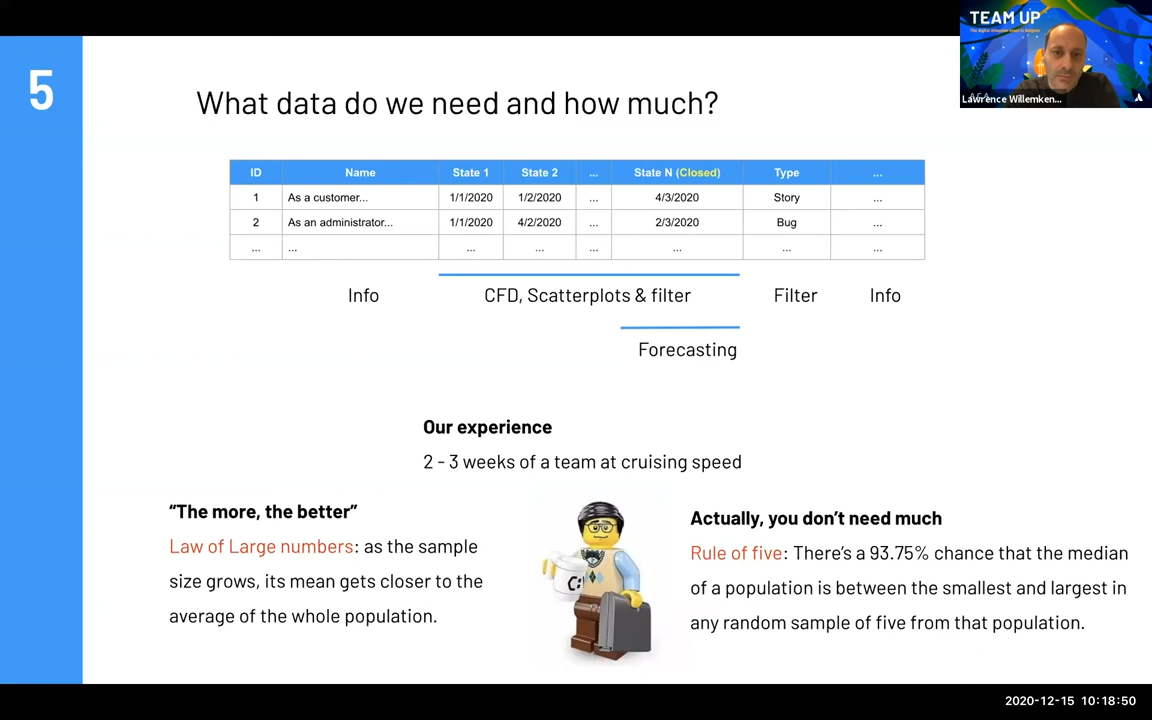 TEAM UP
The digital Atlassian event in Belgium
Lawrence Willemken...
5
What data do we need and how much?
ID Name State 1 State 2 ... State N (Closed) Type ...
1 As a customer... 1/1/2020 1/2/2020 ... 4/3/2020 Story ...
2 As an administrator... 1/1/2020 4/2/2020 ... 2/3/2020 Bug ...
... ... ... ... ... ... ... ...
Info CFD, Scatterplots & filter Filter Info
Forecasting
Our experience
2 - 3 weeks of a team at cruising speed
“The more, the better”
Law of Large numbers: as the sample
size grows, its mean gets closer to the
average of the whole population.
C:
Actually, you don’t need much
Rule of five: There’s a 93.75% chance that the median
of a population is between the smallest and largest in
any random sample of five from that population.
2020-12-15 10:18:50